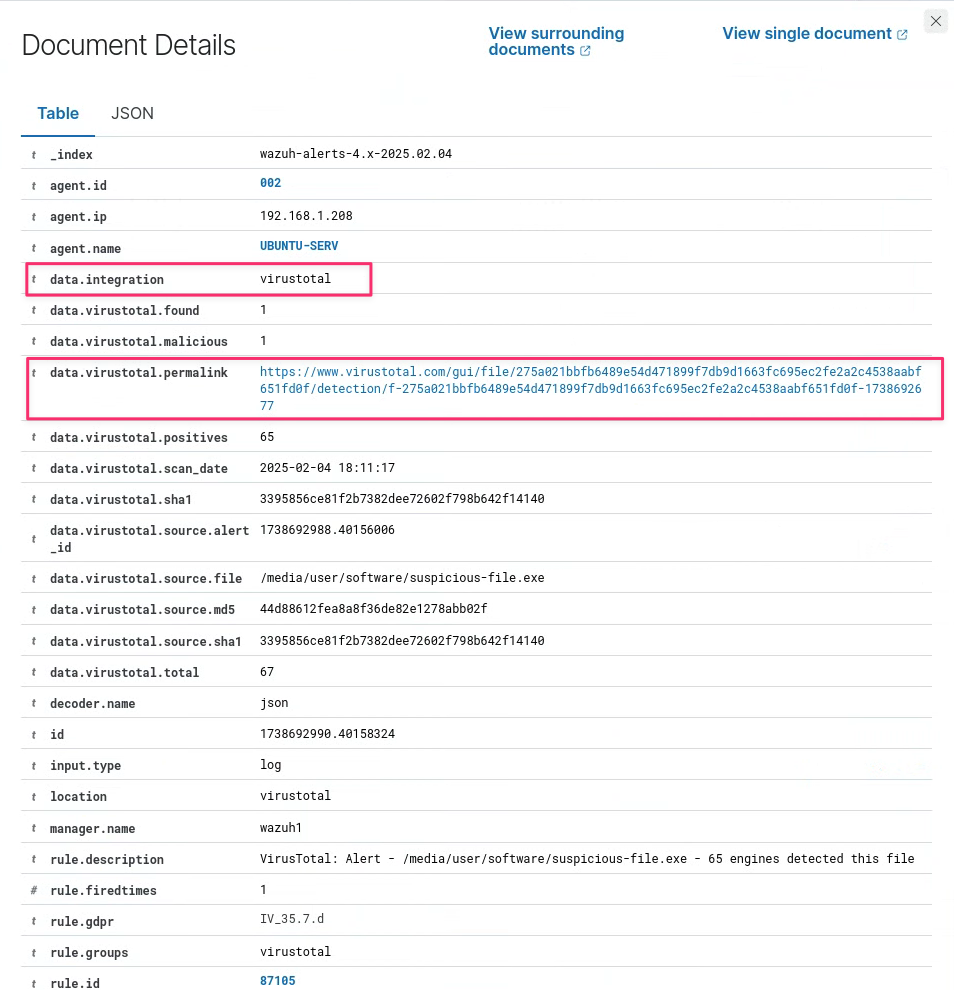 Document Details
View surrounding
documents
View single document
Table JSON
t _index wazuh-alerts-4.x-2025.02.04
t agent.id 002
t agent.ip 192.168.1.208
t agent.name UBUNTU-SERV
t data.integration virustotal
t data.virustotal.found 1
t data.virustotal.malicious 1
t data.virustotal.permalink https://www.virustotal.com/gui/file/275a021bbfb6489e54d471899f7db9d1663fc695ec2fe2a2c4538aabf
651fd0f/detection/f-275a021bbfb6489e54d471899f7db9d1663fc695ec2fe2a2c4538aabf651fd0f-17386926
77
t data.virustotal.positives 65
t data.virustotal.scan_date 2025-02-04 18:11:17
t data.virustotal.sha1 3395856ce81f2b7382dee72602f798b642f14140
t data.virustotal.source.alert 1738692988.40156006
_id
t data.virustotal.source.file /media/user/software/suspicious-file.exe
t data.virustotal.source.md5 44d88612fea8a8f36de82e1278abb02f
t data.virustotal.source.sha1 3395856ce81f2b7382dee72602f798b642f14140
t data.virustotal.total 67
t decoder.name json
t id 1738692990.40158324
t input.type log
t location virustotal
t manager.name wazuh1
t rule.description VirusTotal: Alert - /media/user/software/suspicious-file.exe - 65 engines detected this file
# rule.firedtimes 1
t rule.gdpr IV_35.7.d
t rule.groups virustotal
t rule.id 87105